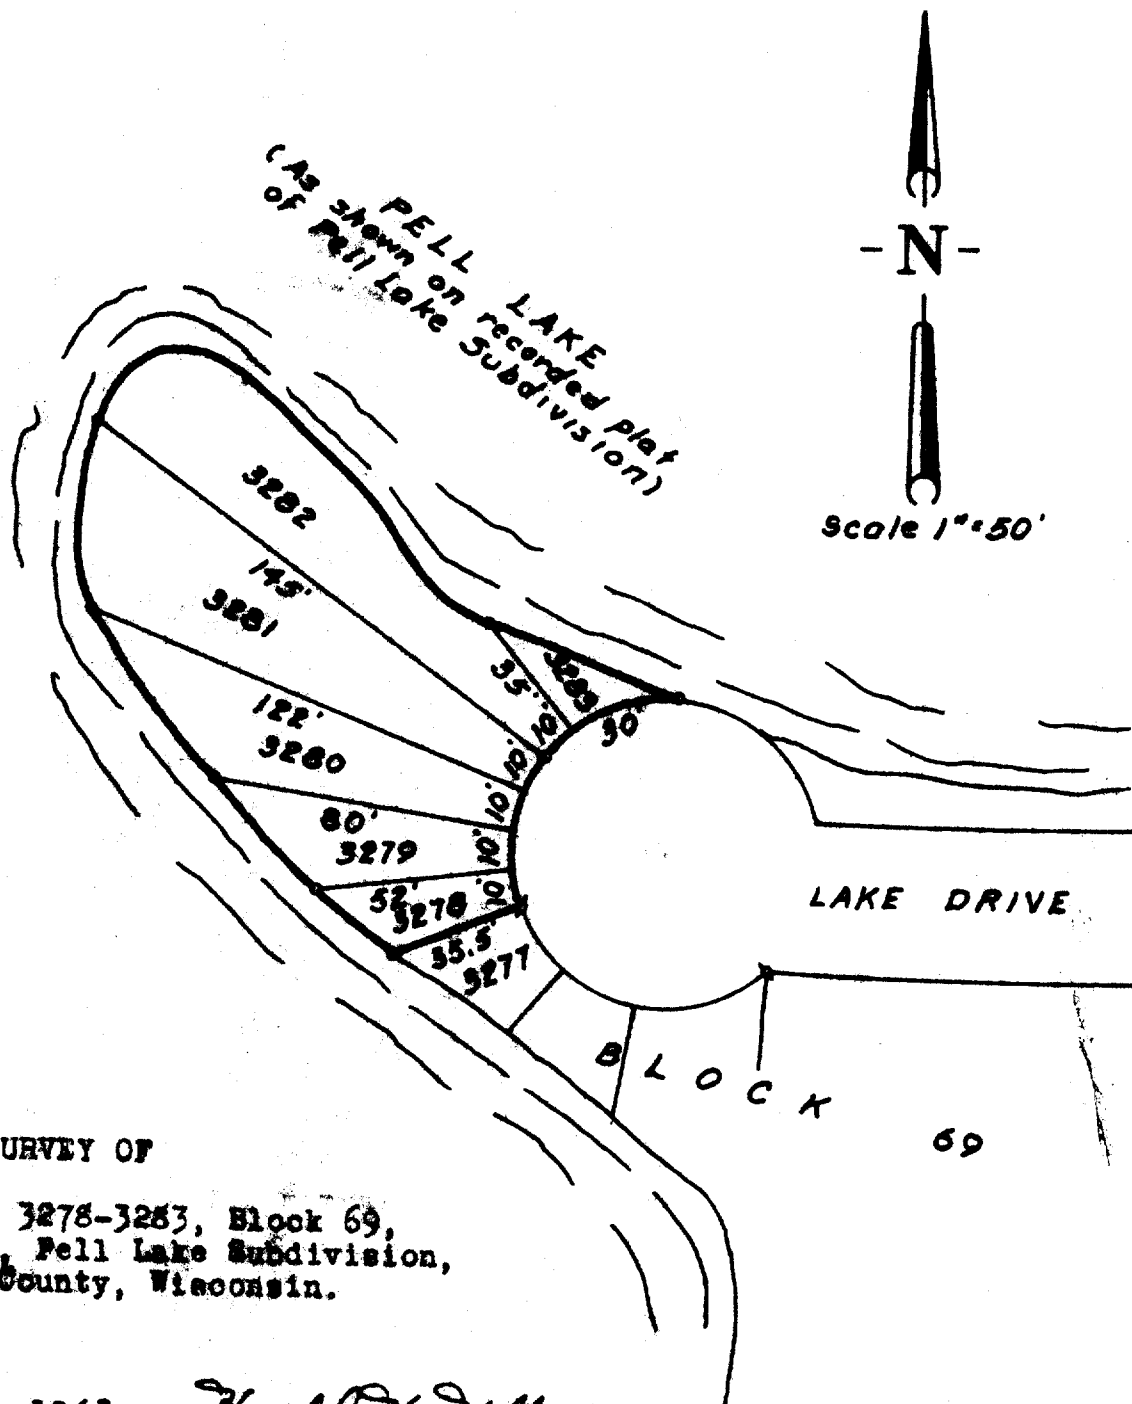 PELL LAKE
(As shown on recorded plat
of Pell Lake Subdivision)
- N -
Scale 1"=50'
3282
145'
3281
122'
3280
80'
3279
52'
3278
35.5'
3277
35'
3283
30'
10'
10'
10'
10'
10'
LAKE DRIVE
BLOCK
69
URVEY OF
3278-3283, Block 69,
, Pell Lake Subdivision,
County, Wisconsin.